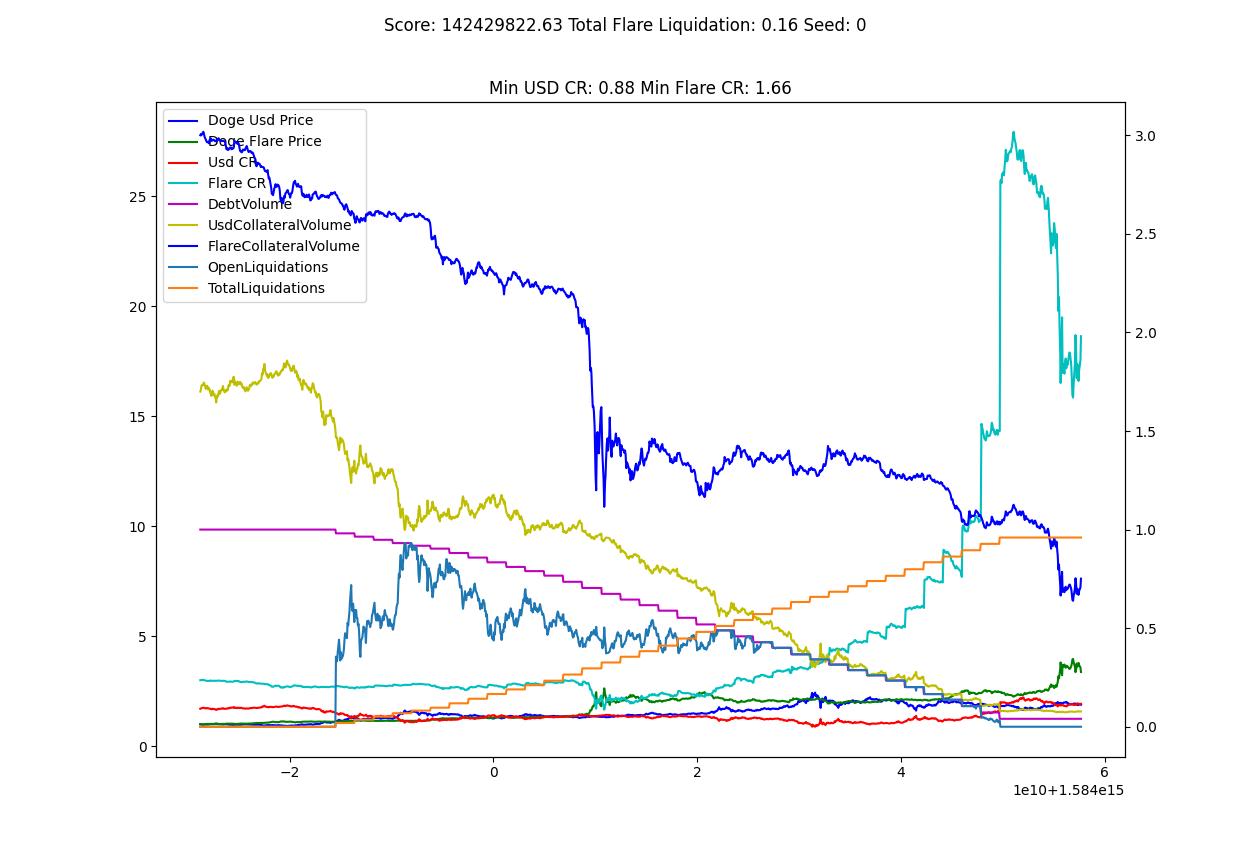 Score: 142429822.63 Total Flare Liquidation: 0.16 Seed: 0
Min USD CR: 0.88 Min Flare CR: 1.66
Doge Usd Price
Doge Flare Price
Usd CR
Flare CR
DebtVolume
UsdCollateralVolume
FlareCollateralVolume
OpenLiquidations
TotalLiquidations
25
20
15
10
5
0
3.0
2.5
2.0
1.5
1.0
0.5
0.0
−2
0
2
4
6
1e10+1.584e15